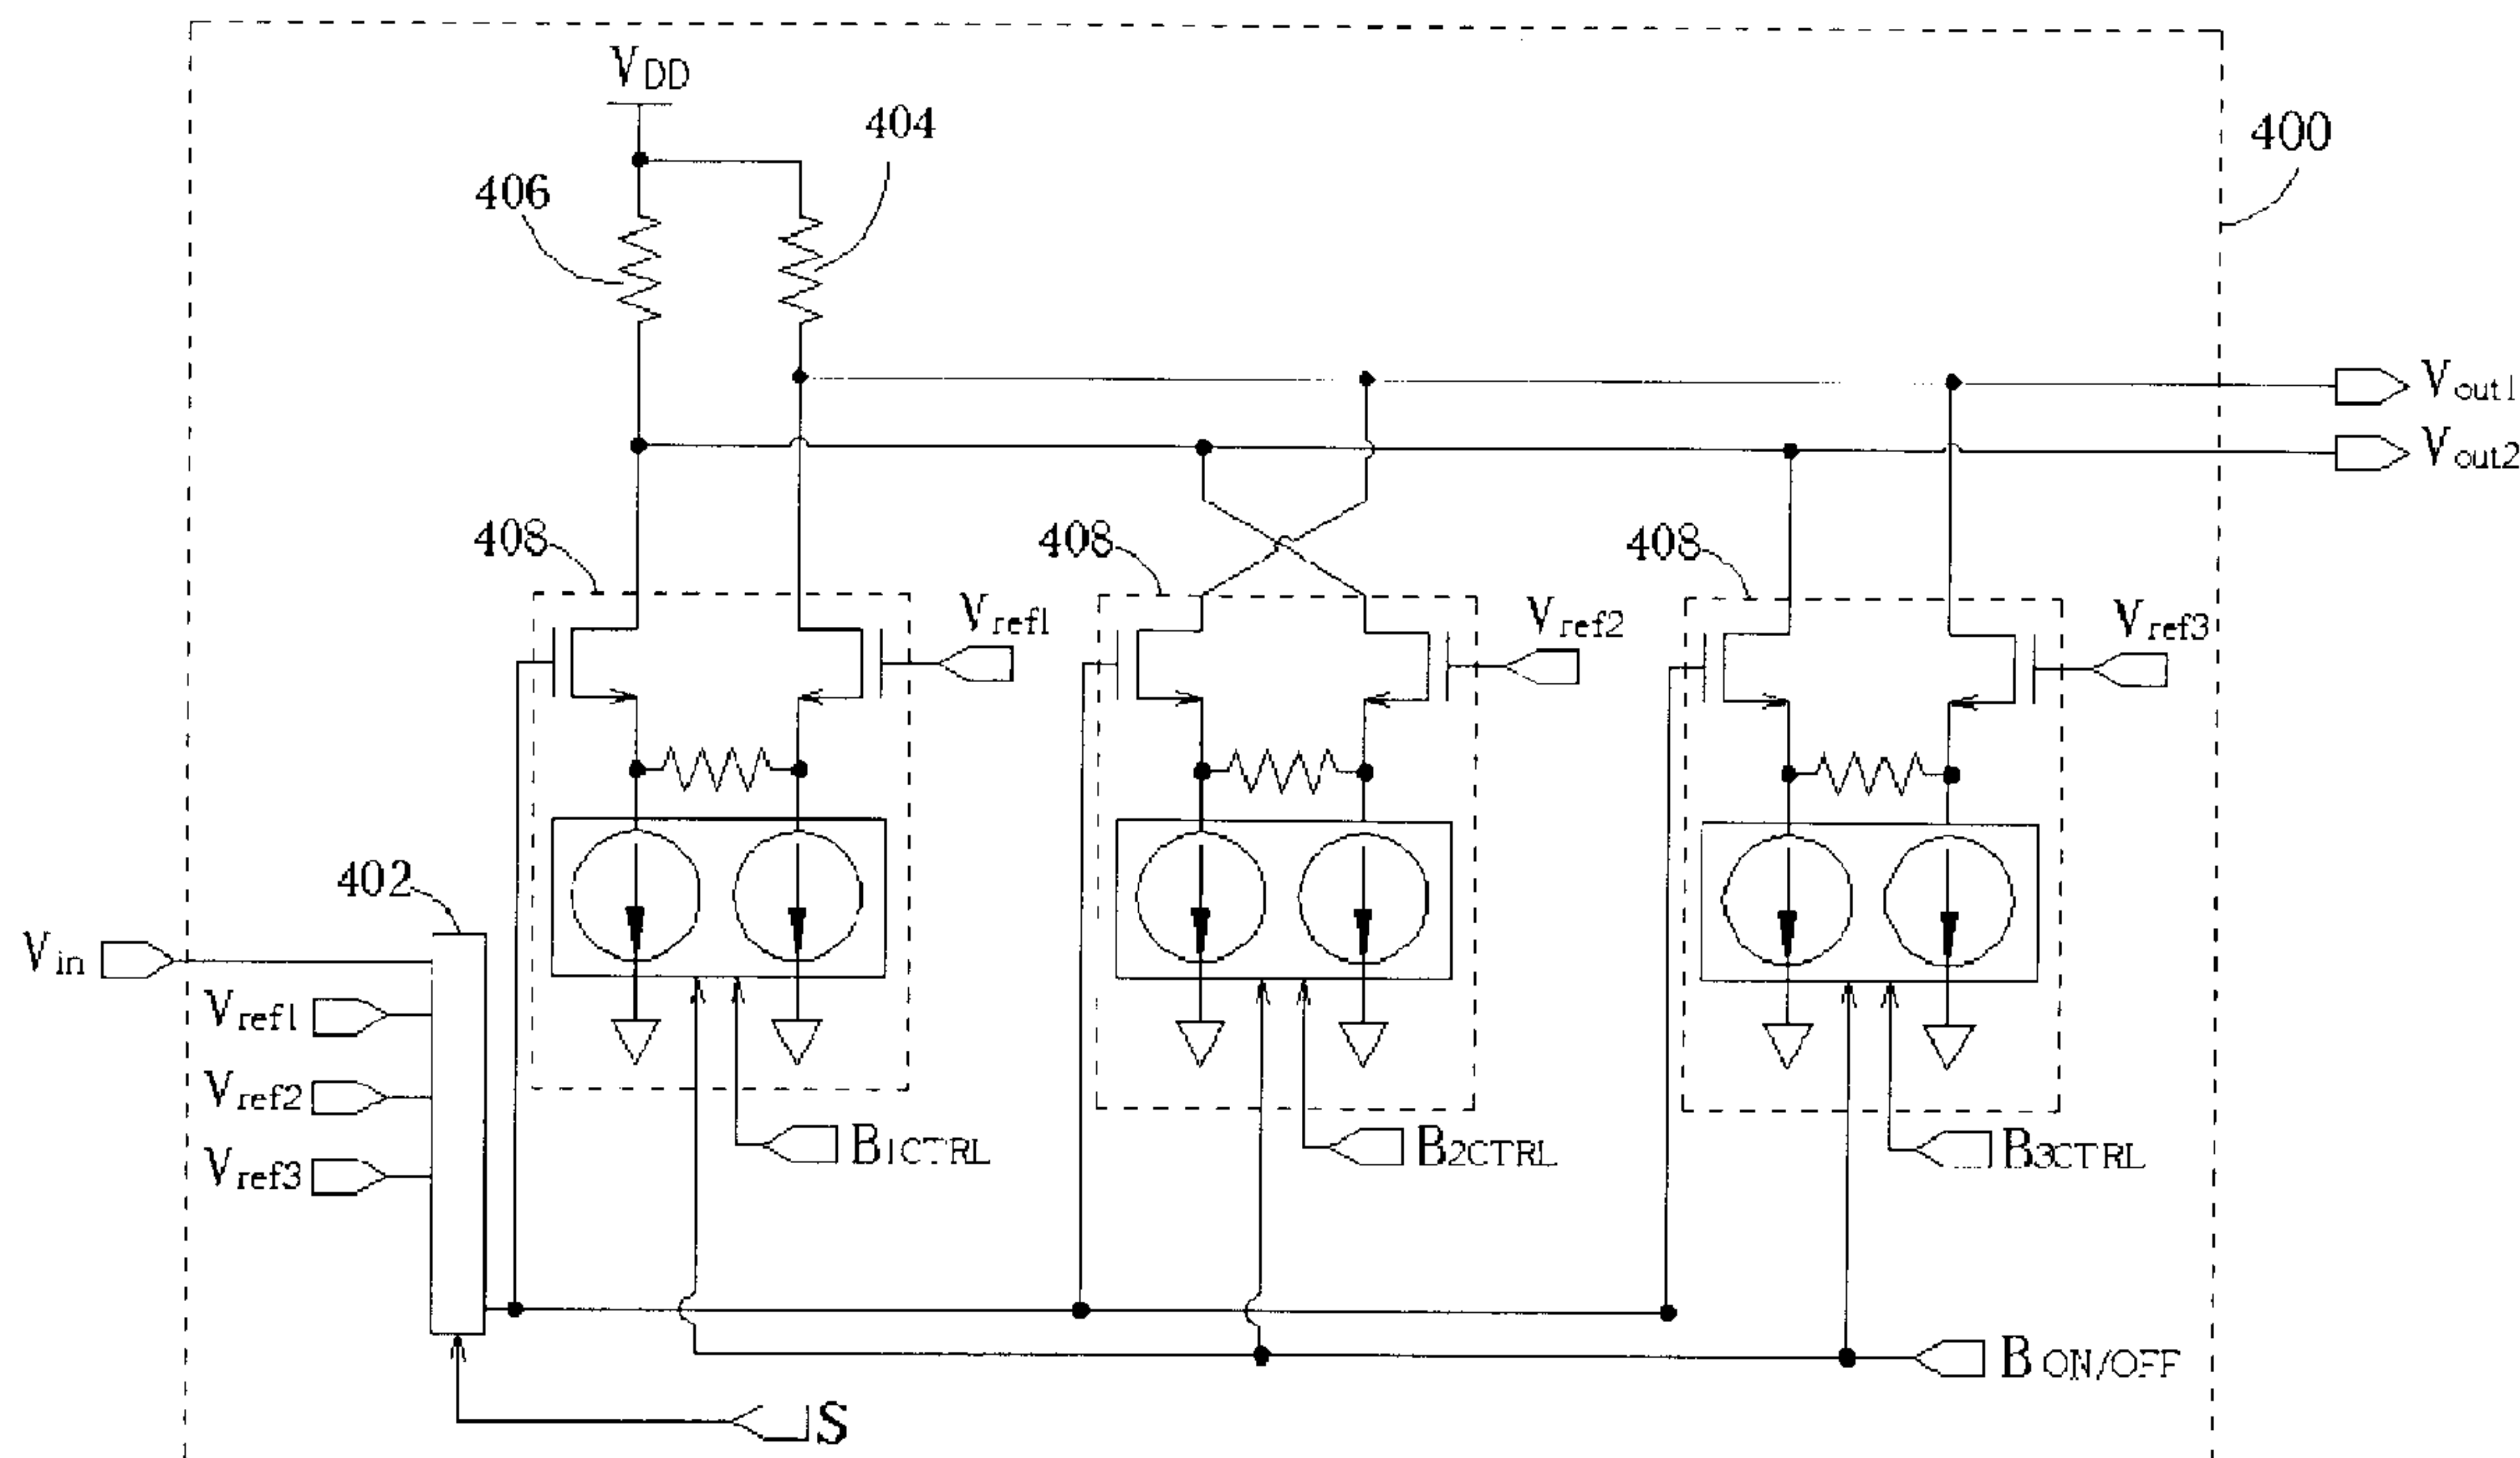 VDD
404
400
406
Vout1
Vout2
408
408
408
Vref1
Vref2
Vref3
402
Vin
Vref1
Vref2
Vref3
B1CTRL
B2CTRL
B3CTRL
BON/OFF
S